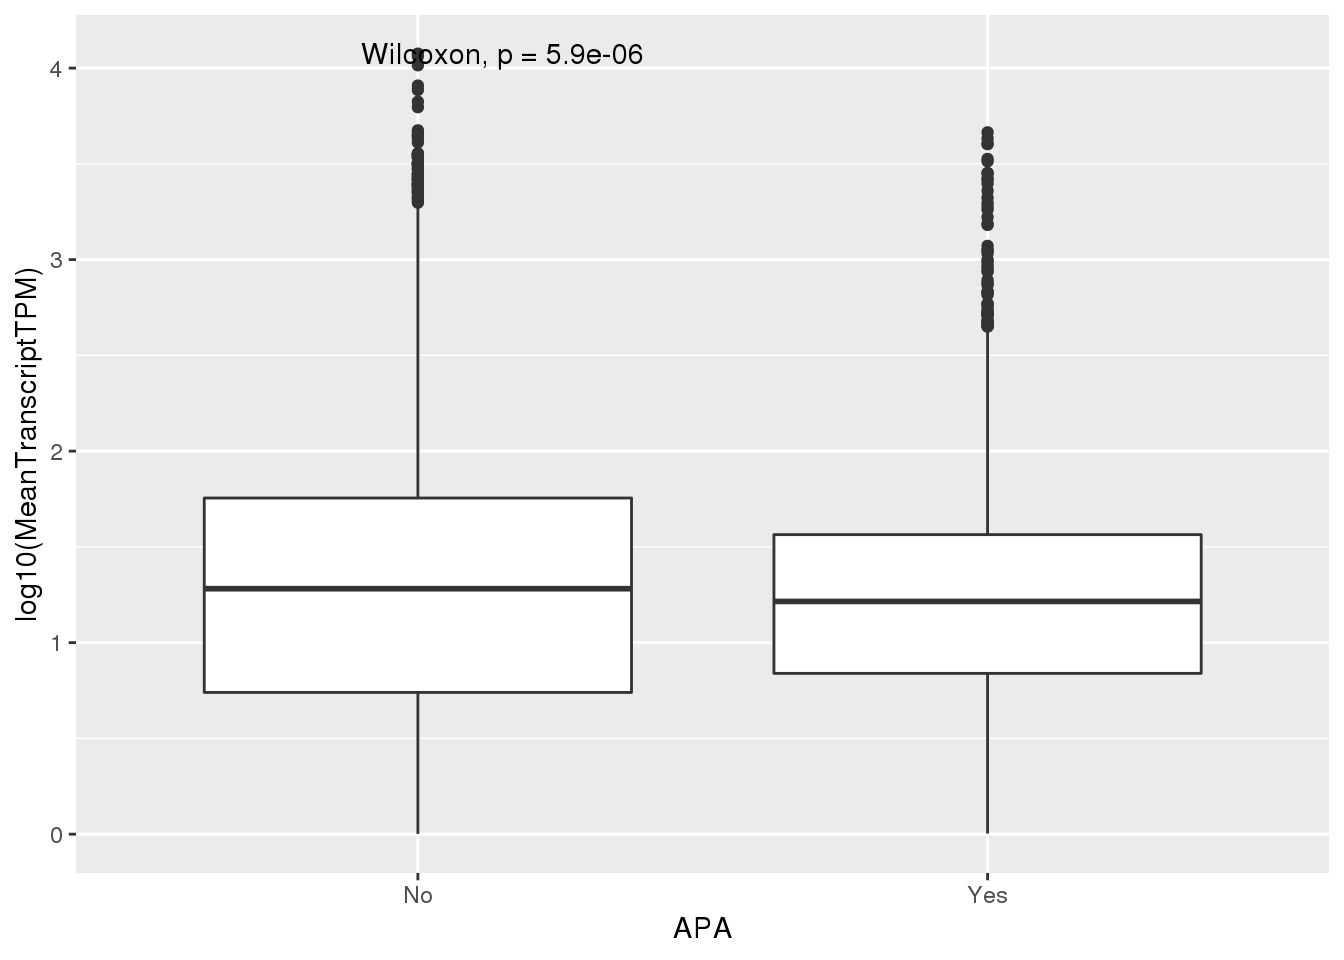 Wilcoxon, p = 5.9e-06
4
3
2
1
0
log10(MeanTranscriptTPM)
No
Yes
APA